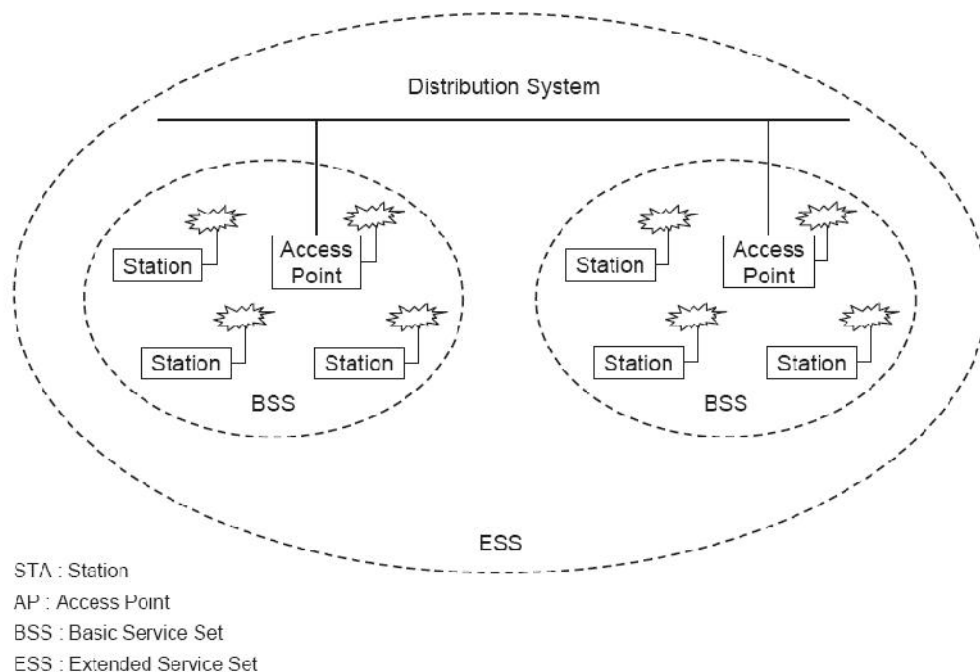 Distribution System
Station
Access
Point
Station
Access
Point
Station
Station
Station
Station
BSS
BSS
ESS
STA : Station
AP : Access Point
BSS : Basic Service Set
ESS : Extended Service Set